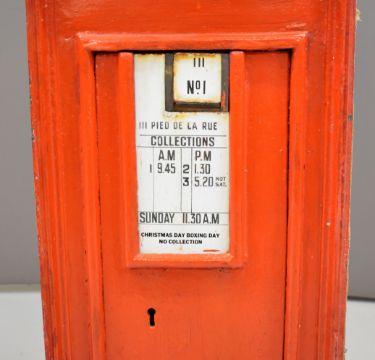 III
Nº1
III PIED DE LA RUE
COLLECTIONS
A.M P.M
1 9.45 2 1.30
3 5.20 NOT SAT.
SUNDAY 11.30 A.M
CHRISTMAS DAY BOXING DAY
NO COLLECTION